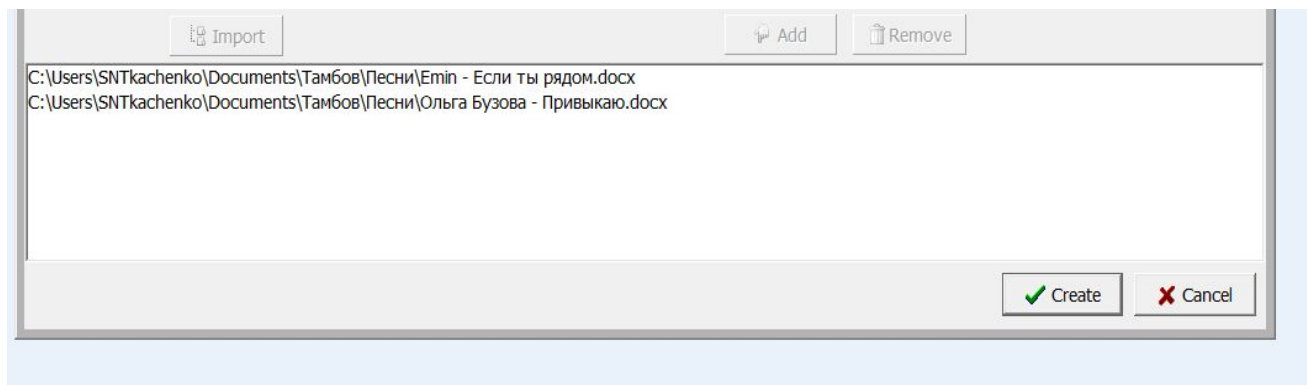 Import Add Remove
C:\Users\SNTkachenko\Documents\Тамбов\Песни\Emin - Если ты рядом.docx
C:\Users\SNTkachenko\Documents\Тамбов\Песни\Ольга Бузова - Привыкаю.docx
Create Cancel